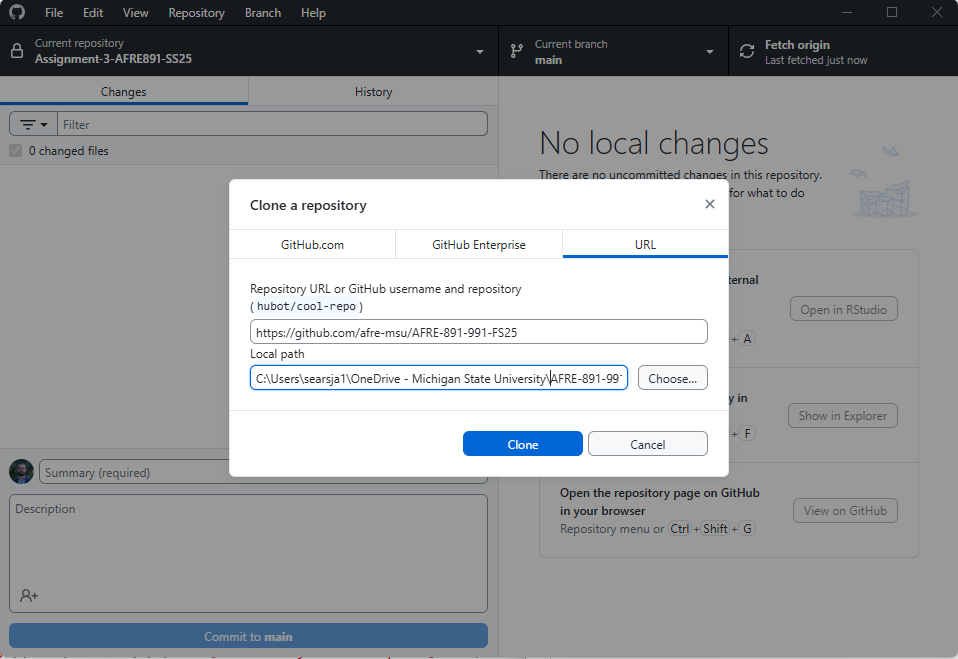 File Edit View Repository Branch Help
Current repository
Assignment-3-AFRE891-SS25
Current branch
main
Fetch origin
Last fetched just now
Changes History
Filter
0 changed files
No local changes
There are no uncommitted changes in this repository.
for what to do
Clone a repository
GitHub.com GitHub Enterprise URL
Repository URL or GitHub username and repository
( hubot/cool-repo )
https://github.com/afre-msu/AFRE-891-991-FS25
Local path
C:\Users\searsja1\OneDrive - Michigan State University\AFRE-891-991
Choose...
Clone Cancel
ternal
Open in RStudio
+ A
y in
Show in Explorer
+ F
Open the repository page on GitHub
in your browser
Repository menu or Ctrl + Shift + G
View on GitHub
Summary (required)
Description
Commit to main